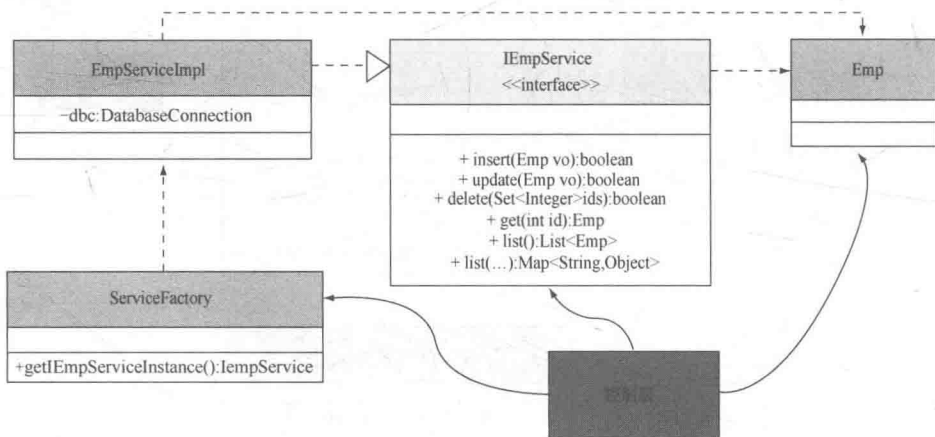 EmpServiceImpl
−dbc:DatabaseConnection
IEmpService
<<interface>>
+ insert(Emp vo):boolean
+ update(Emp vo):boolean
+ delete(Set<Integer>ids):boolean
+ get(int id):Emp
+ list():List<Emp>
+ list(…):Map<String,Object>
Emp
ServiceFactory
+getIEmpServiceInstance():IempService